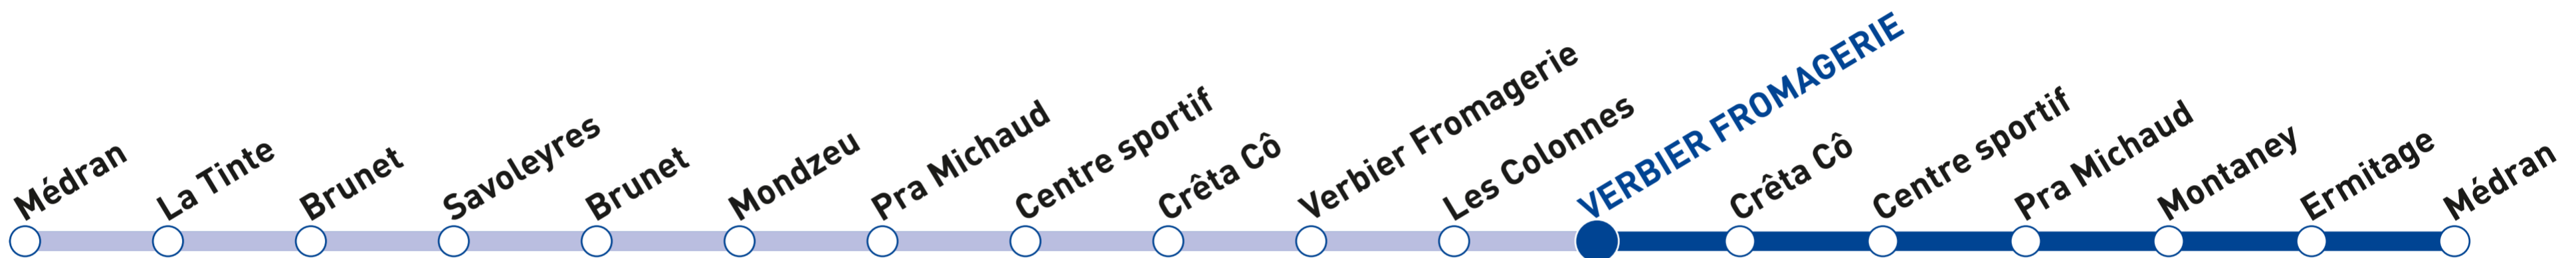 Médran
La Tinte
Brunet
Savoleyres
Brunet
Mondzeu
Pra Michaud
Centre sportif
Crêta Cô
Verbier Fromagerie
Les Colonnes
VERBIER FROMAGERIE
Crêta Cô
Centre sportif
Pra Michaud
Montaney
Ermitage
Médran